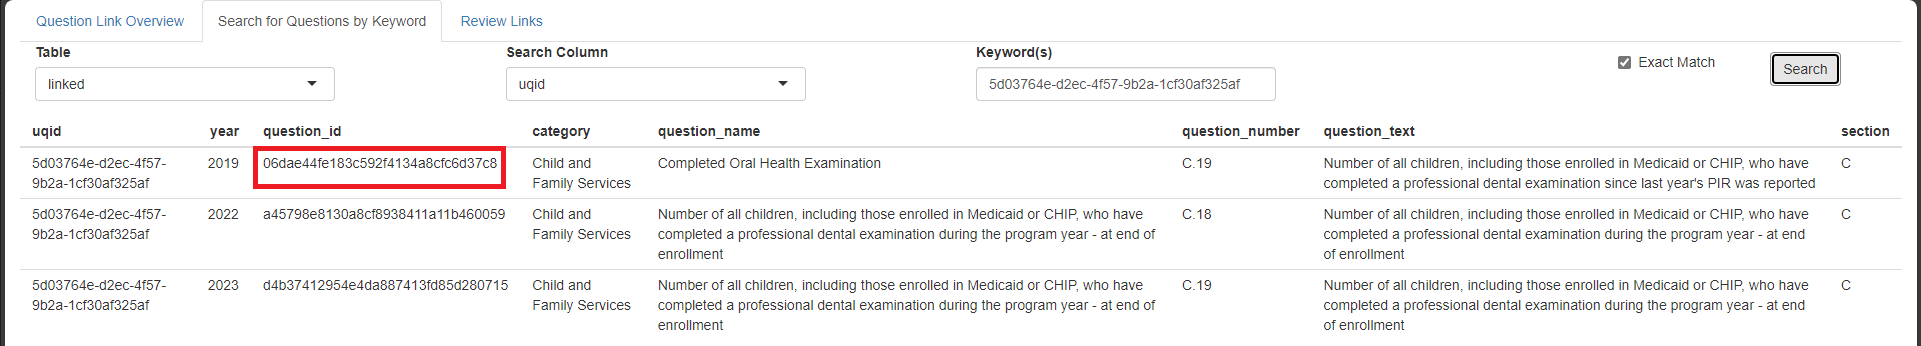 Question Link Overview Search for Questions by Keyword Review Links
Table Search Column Keyword(s)
linked uqid 5d03764e-d2ec-4f57-9b2a-1cf30af325af Exact Match Search
uqid year question_id category question_name question_number question_text section
5d03764e-d2ec-4f57- 2019 06dae44fe183c592f4134a8cfc6d37c8 Child and Completed Oral Health Examination C.19 Number of all children, including those enrolled in Medicaid or CHIP, who have C
9b2a-1cf30af325af Family Services completed a professional dental examination since last year's PIR was reported
5d03764e-d2ec-4f57- 2022 a45798e8130a8cf8938411a11b460059 Child and Number of all children, including those enrolled in Medicaid or CHIP, who have C.18 Number of all children, including those enrolled in Medicaid or CHIP, who have C
9b2a-1cf30af325af Family Services completed a professional dental examination during the program year - at end of completed a professional dental examination during the program year - at end
enrollment of enrollment
5d03764e-d2ec-4f57- 2023 d4b37412954e4da887413fd85d280715 Child and Number of all children, including those enrolled in Medicaid or CHIP, who have C.19 Number of all children, including those enrolled in Medicaid or CHIP, who have C
9b2a-1cf30af325af Family Services completed a professional dental examination during the program year - at end of completed a professional dental examination during the program year - at end
enrollment of enrollment